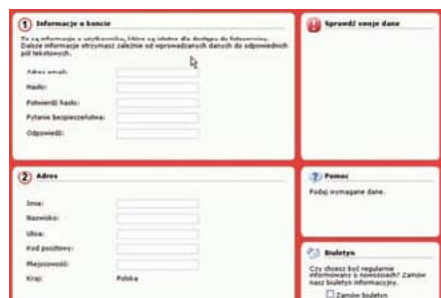 1 Informacje o koncie
To są informacje o użytkowniku, które są istotne dla dostępu do fotoserwisu.
Dalsze informacje otrzymasz zależnie od wprowadzanych danych do odpowiednich
pól tekstowych.
Adres email:
Hasło:
Potwierdź hasło:
Pytanie bezpieczeństwa:
Odpowiedź:
2 Adres
Imię:
Nazwisko:
Ulica:
Kod pocztowy:
Miejscowość:
Kraj: Polska
Sprawdź swoje dane
Pomoc
Podaj wymagane dane.
Biuletyn
Czy chcesz być regularnie
informowany o nowościach? Zamów
nasz biuletyn informacyjny.
Zamów biuletyn